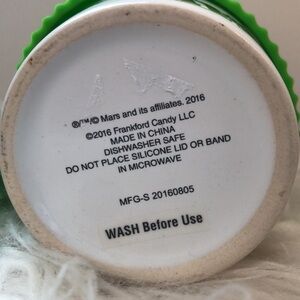 ®/™/© Mars and its affiliates. 2016
©2016 Frankford Candy LLC
MADE IN CHINA
DISHWASHER SAFE
DO NOT PLACE SILICONE LID OR BAND
IN MICROWAVE
MFG-S 20160805
WASH Before Use